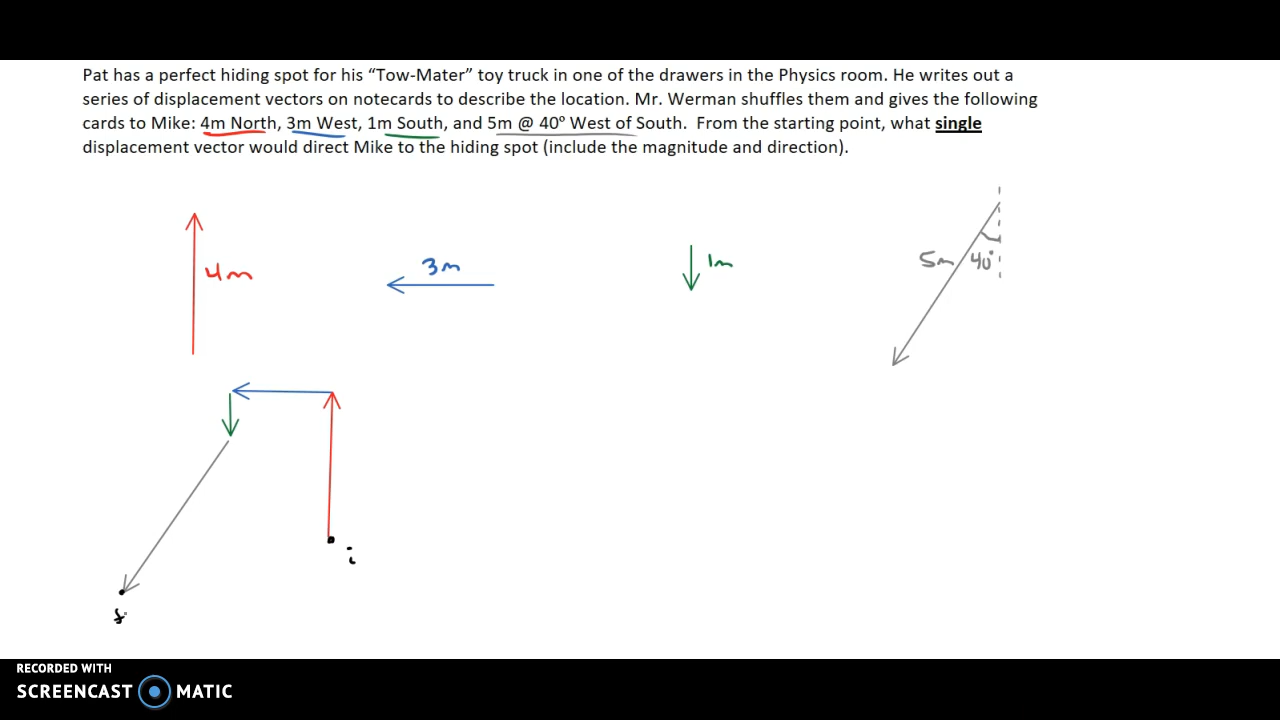 Pat has a perfect hiding spot for his “Tow-Mater” toy truck in one of the drawers in the Physics room. He writes out a
series of displacement vectors on notecards to describe the location. Mr. Werman shuffles them and gives the following
cards to Mike: 4m North, 3m West, 1m South, and 5m @ 40º West of South. From the starting point, what single
displacement vector would direct Mike to the hiding spot (include the magnitude and direction).
4m
3m
1m
5m
40°
i
f
RECORDED WITH
SCREENCAST MATIC